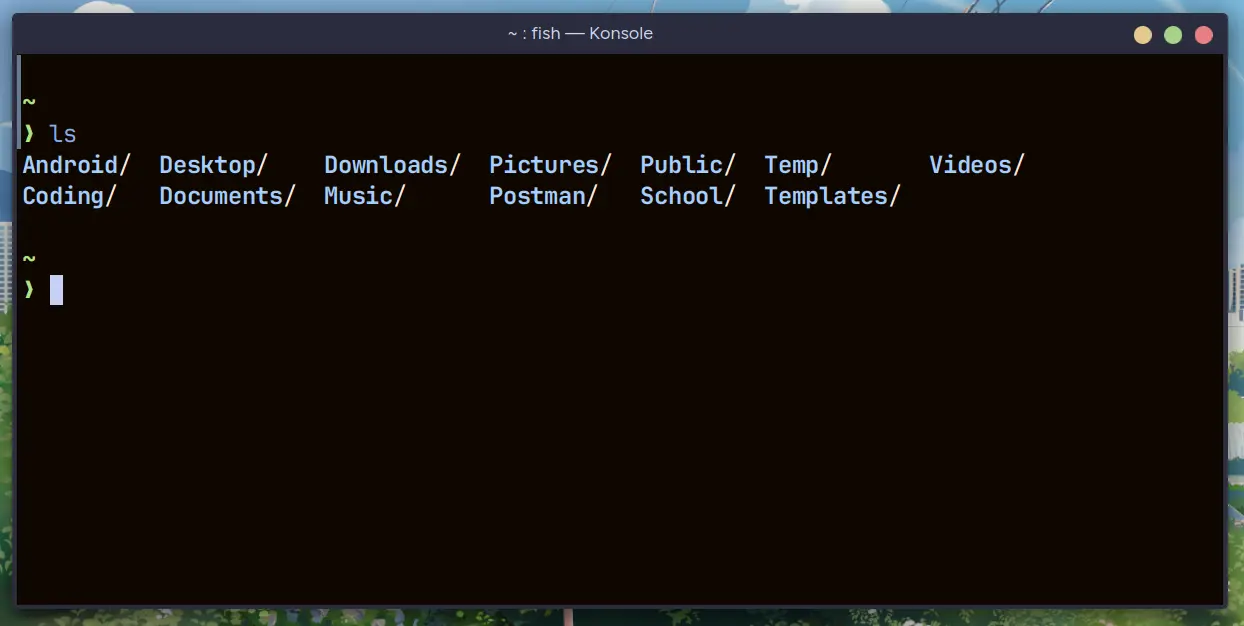 ~ : fish — Konsole
~
❯ ls
Android/ Desktop/ Downloads/ Pictures/ Public/ Temp/ Videos/
Coding/ Documents/ Music/ Postman/ School/ Templates/
~
❯